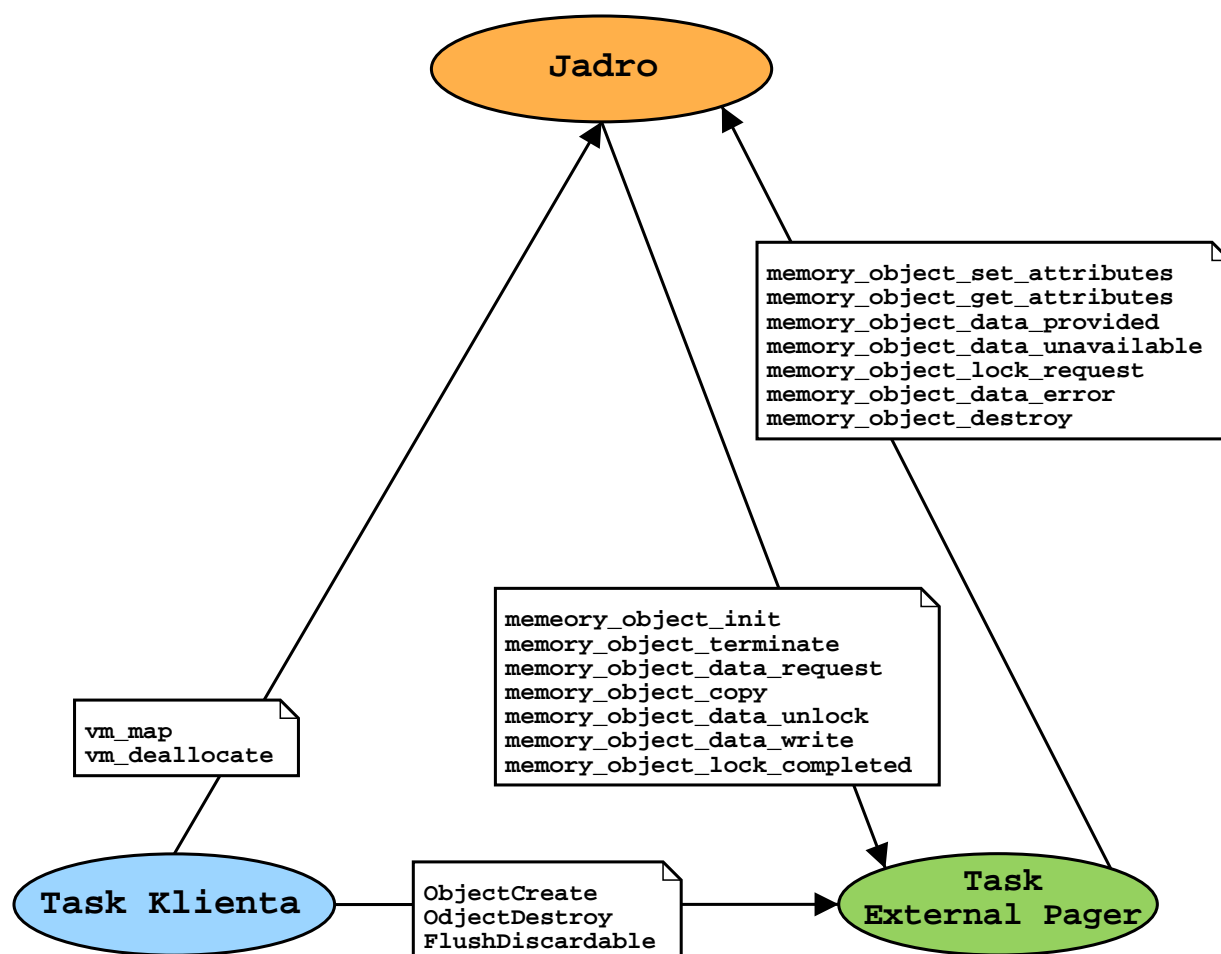 Jadro
memory_object_set_attributes
memory_object_get_attributes
memory_object_data_provided
memory_object_data_unavailable
memory_object_lock_request
memory_object_data_error
memory_object_destroy
memeory_object_init
memory_object_terminate
memory_object_data_request
memory_object_copy
memory_object_data_unlock
memory_object_data_write
memory_object_lock_completed
vm_map
vm_deallocate
Task Klienta
ObjectCreate
OdjectDestroy
FlushDiscardable
Task
External Pager